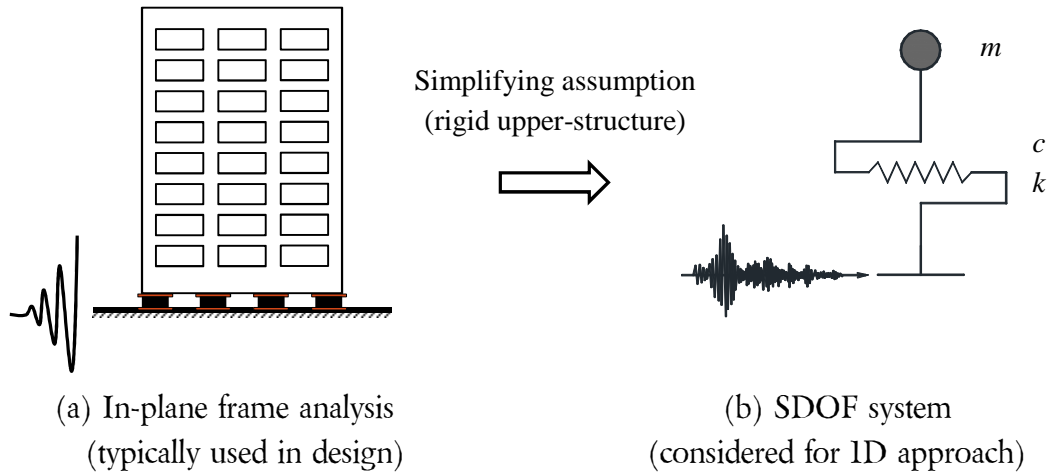 Simplifying assumption
(rigid upper-structure)
m
c
k
(a) In-plane frame analysis
(typically used in design)
(b) SDOF system
(considered for 1D approach)